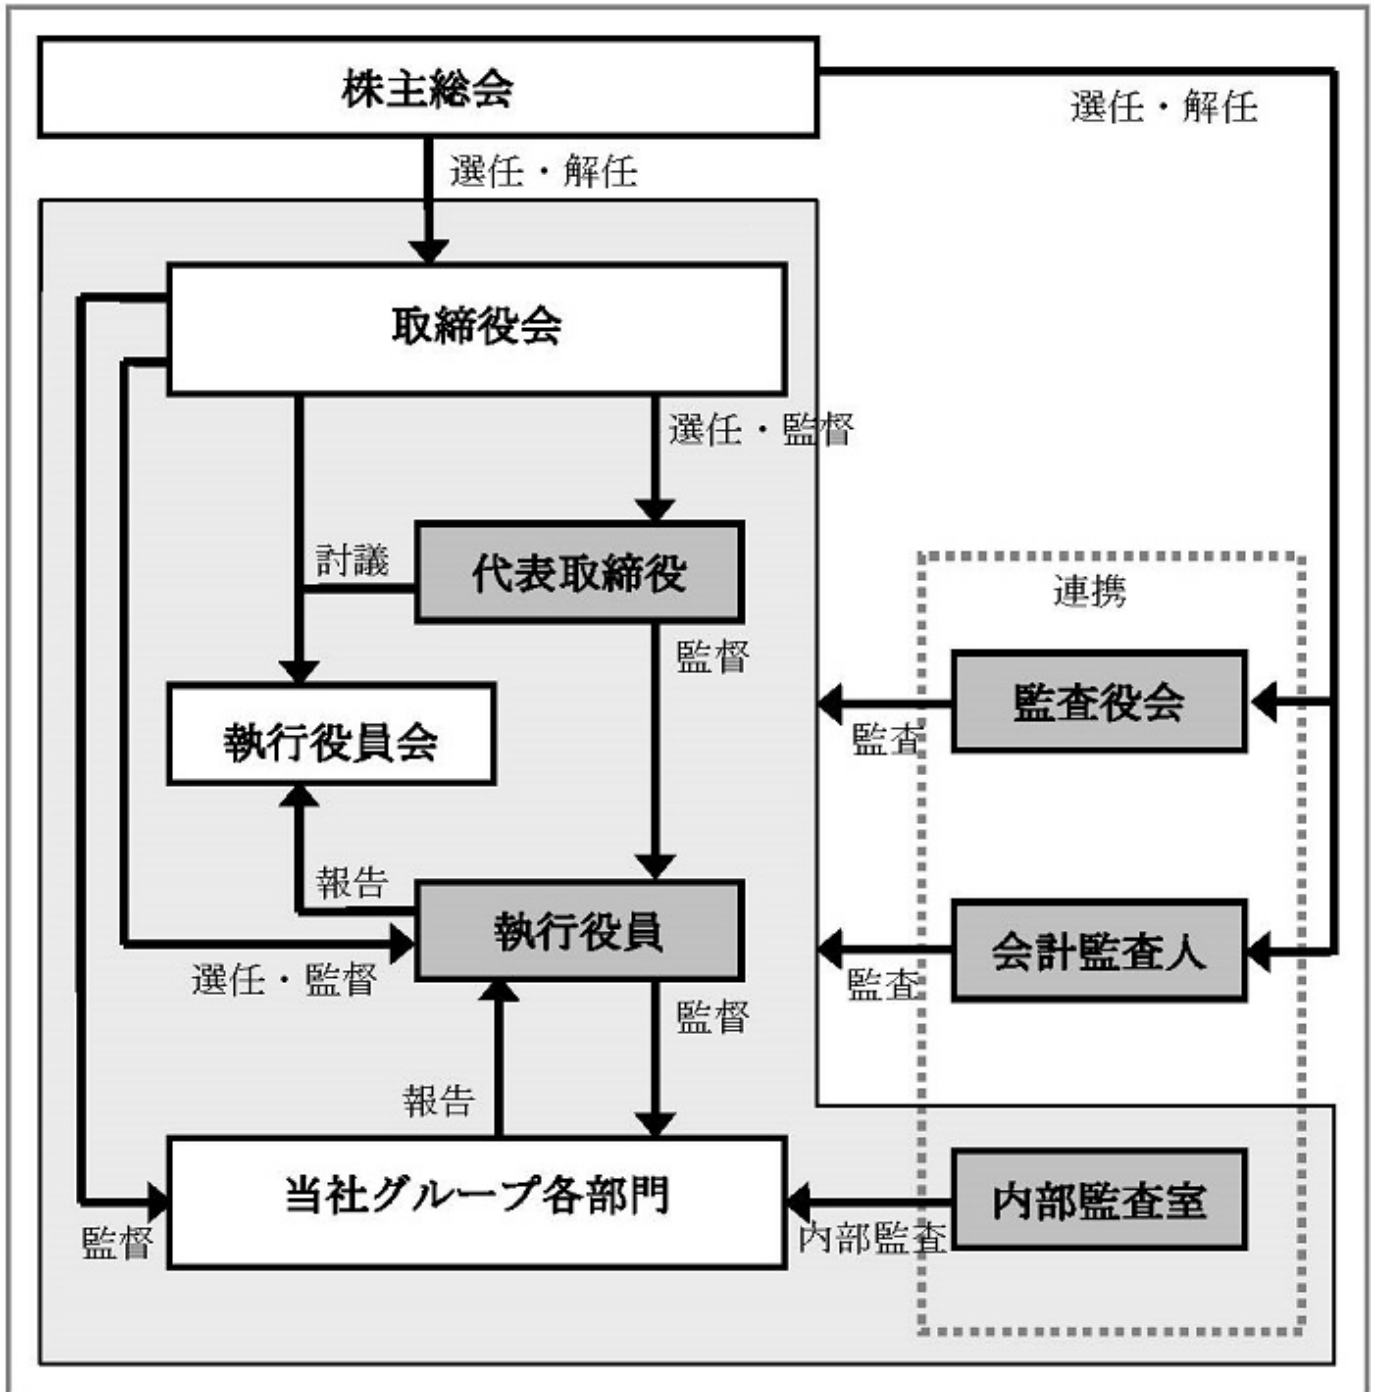 株主総会
選任・解任
選任・解任
取締役会
選任・監督
討議
代表取締役
連携
監督
監査役会
執行役員会
監査
報告
執行役員
会計監査人
選任・監督
監査
監督
報告
当社グループ各部門
内部監査室
監督
内部監査